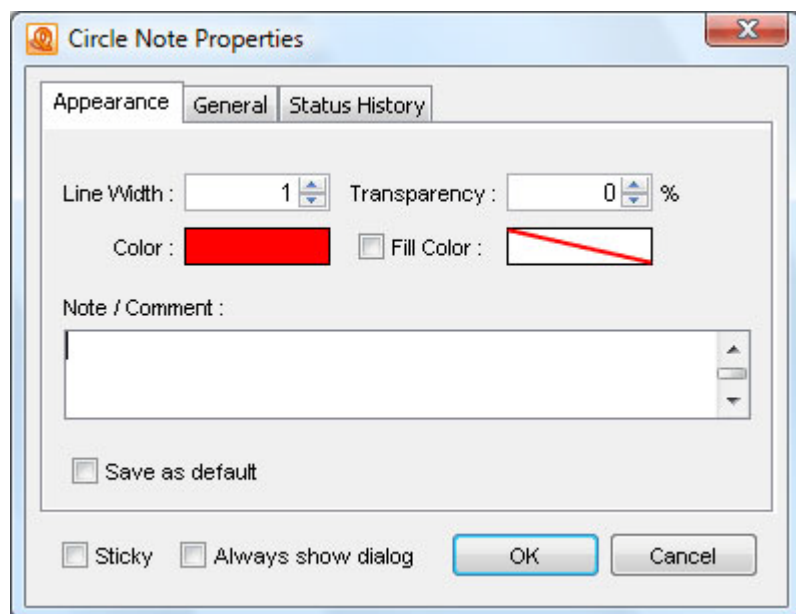 Circle Note Properties
Appearance General Status History
Line Width : 1 Transparency : 0 %
Color : Fill Color :
Note / Comment :
Save as default
Sticky Always show dialog OK Cancel